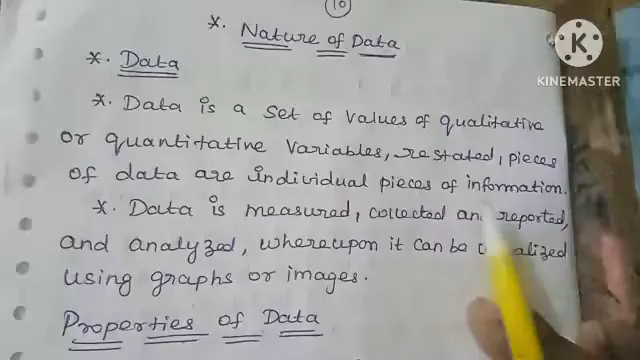 10
*. Nature of Data
K
KINEMASTER
*. Data
*. Data is a set of values of qualitative
or quantitative variables, restated, pieces
of data are individual pieces of information.
*. Data is measured, collected and reported,
and analyzed, whereupon it can be
using graphs or images.
Properties of Data